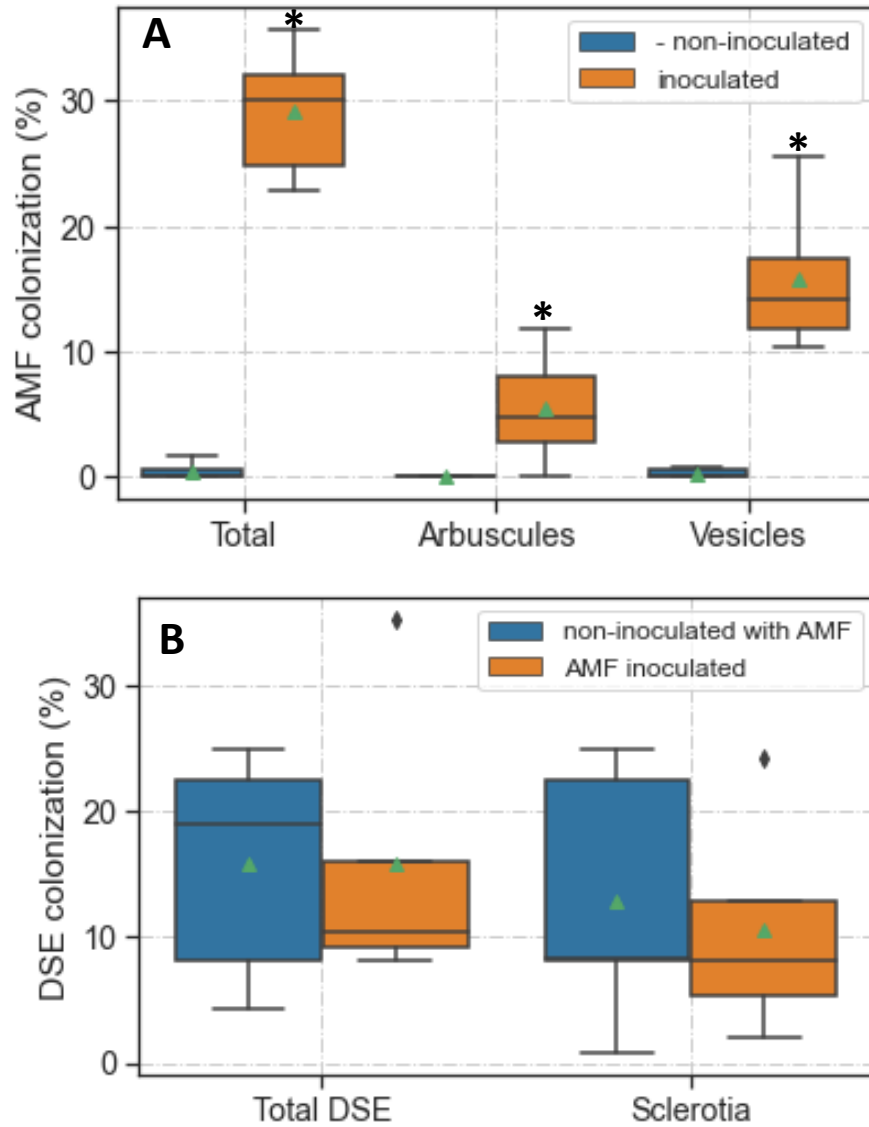 A
*
- non-inoculated
inoculated
*
*
AMF colonization (%)
30
20
10
0
Total
Arbuscules
Vesicles
B
non-inoculated with AMF
AMF inoculated
DSE colonization (%)
30
20
10
0
Total DSE
Sclerotia